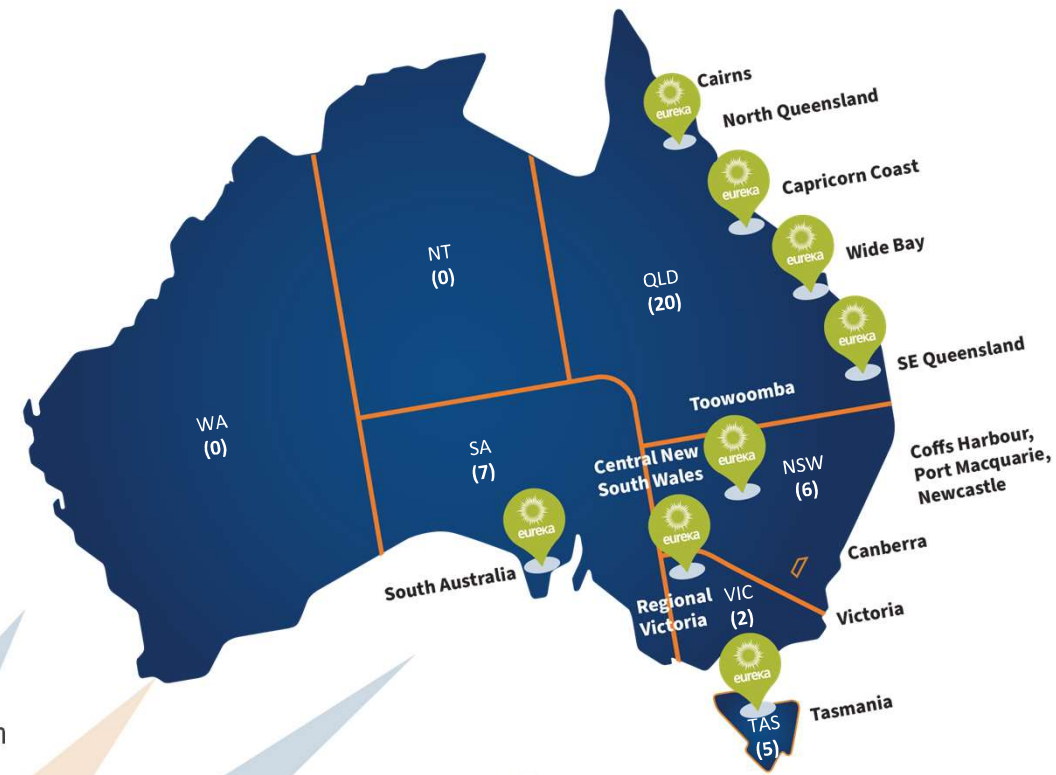 Cairns
eureka
North Queensland
eureka
Capricorn Coast
eureka
Wide Bay
NT
(0)
QLD
(20)
eureka
SE Queensland
Toowoomba
WA
(0)
SA
(7)
Central New
South Wales
eureka
NSW
(6)
Coffs Harbour,
Port Macquarie,
Newcastle
eureka
South Australia
eureka
Canberra
Regional
Victoria
VIC
(2)
Victoria
eureka
Tasmania
TAS
(5)